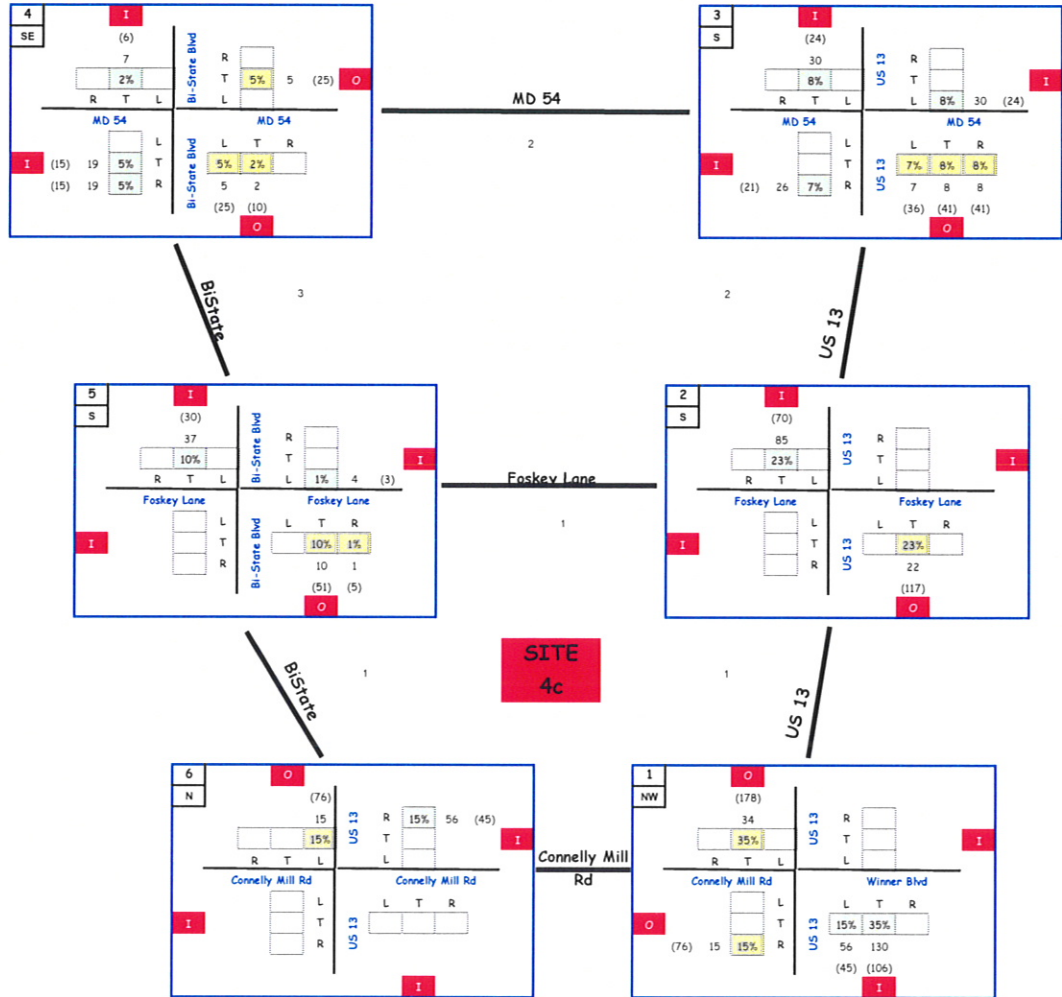 4
SE
I
(6)
7
2%
R T L
Bi-State Blvd
R
T 5% 5 (25) O
L
MD 54
MD 54
L
I (15) 19 5% T
(15) 19 5% R
Bi-State Blvd
L T R
5% 2%
5 2
(25) (10)
O
MD 54
2
3
S
I
(24)
30
8%
R T L
US 13
R
T
L 8% 30 (24)
I
MD 54
MD 54
L
I
T
(21) 26 7% R
US 13
L T R
7% 8% 8%
7 8 8
(36) (41) (41)
O
BiState
3
2
US 13
5
S
I
(30)
37
10%
R T L
Bi-State Blvd
R
T
I
L 1% 4 (3)
Foskey Lane
Foskey Lane
L
I
T
R
Bi-State Blvd
L T R
10% 1%
10 1
(51) (5)
O
Foskey Lane
1
2
S
I
(70)
85
23%
R T L
US 13
R
T
I
L
Foskey Lane
Foskey Lane
L
I
T
R
US 13
L T R
23%
22
(117)
O
BiState
1
SITE
4c
1
US 13
6
N
O
(76)
15
15%
R T L
US 13
R 15% 56 (45)
T
I
L
Connelly Mill Rd
Connelly Mill Rd
L
I
T
R
US 13
L T R
I
Connelly Mill
Rd
1
NW
O
(178)
34
35%
R T L
US 13
R
T
I
L
Connelly Mill Rd
Winner Blvd
L
O
T
(76) 15 15% R
US 13
L T R
15% 35%
56 130
(45) (106)
I